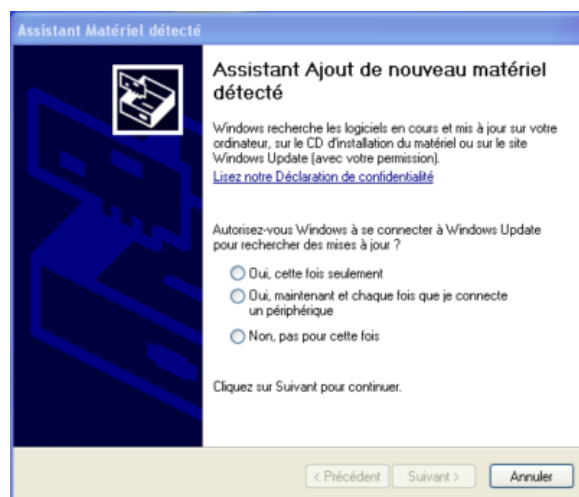 Assistant Matériel détecté
Assistant Ajout de nouveau matériel
détecté
Windows recherche les logiciels en cours et mis à jour sur votre
ordinateur, sur le CD d'installation du matériel ou sur le site
Windows Update (avec votre permission).
Lisez notre Déclaration de confidentialité
Autorisez-vous Windows à se connecter à Windows Update
pour rechercher des mises à jour ?
Oui, cette fois seulement
Oui, maintenant et chaque fois que je connecte
un périphérique
Non, pas pour cette fois
Cliquez sur Suivant pour continuer.
< Précédent Suivant > Annuler